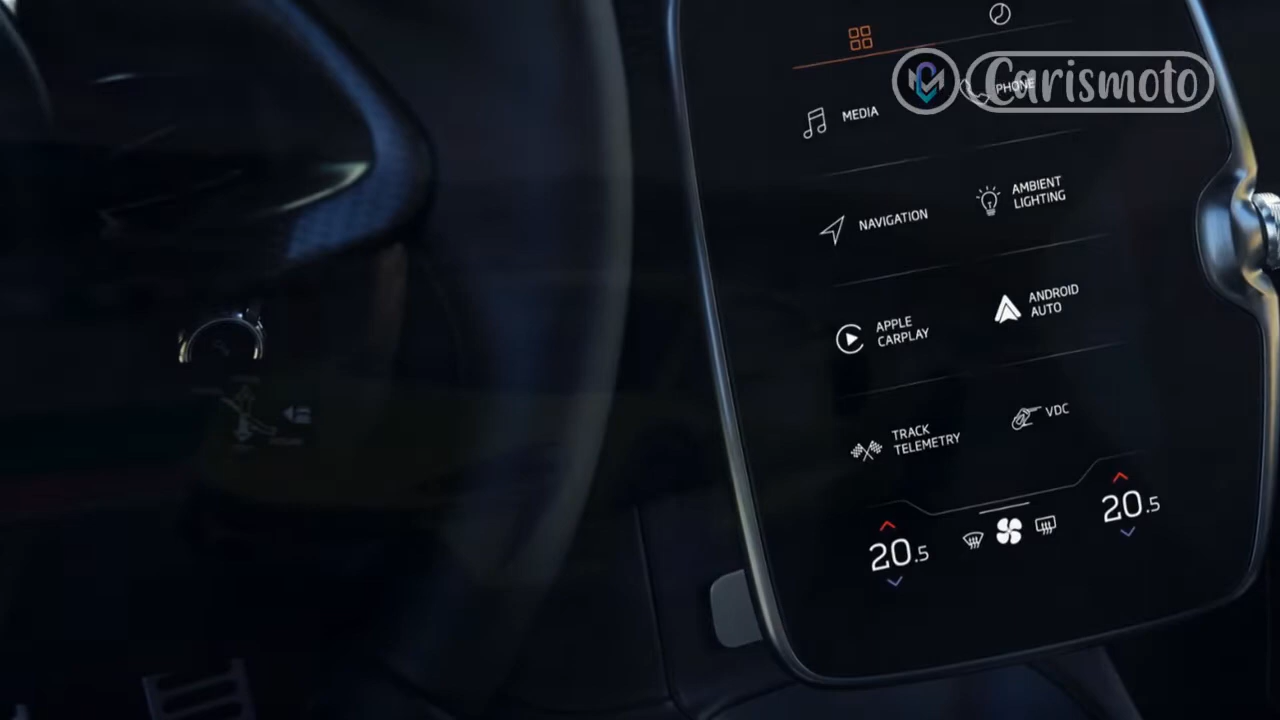 Carismoto
PHONE
MEDIA
AMBIENT
LIGHTING
NAVIGATION
ANDROID
AUTO
APPLE
CARPLAY
VDC
TRACK
TELEMETRY
20.5
20.5